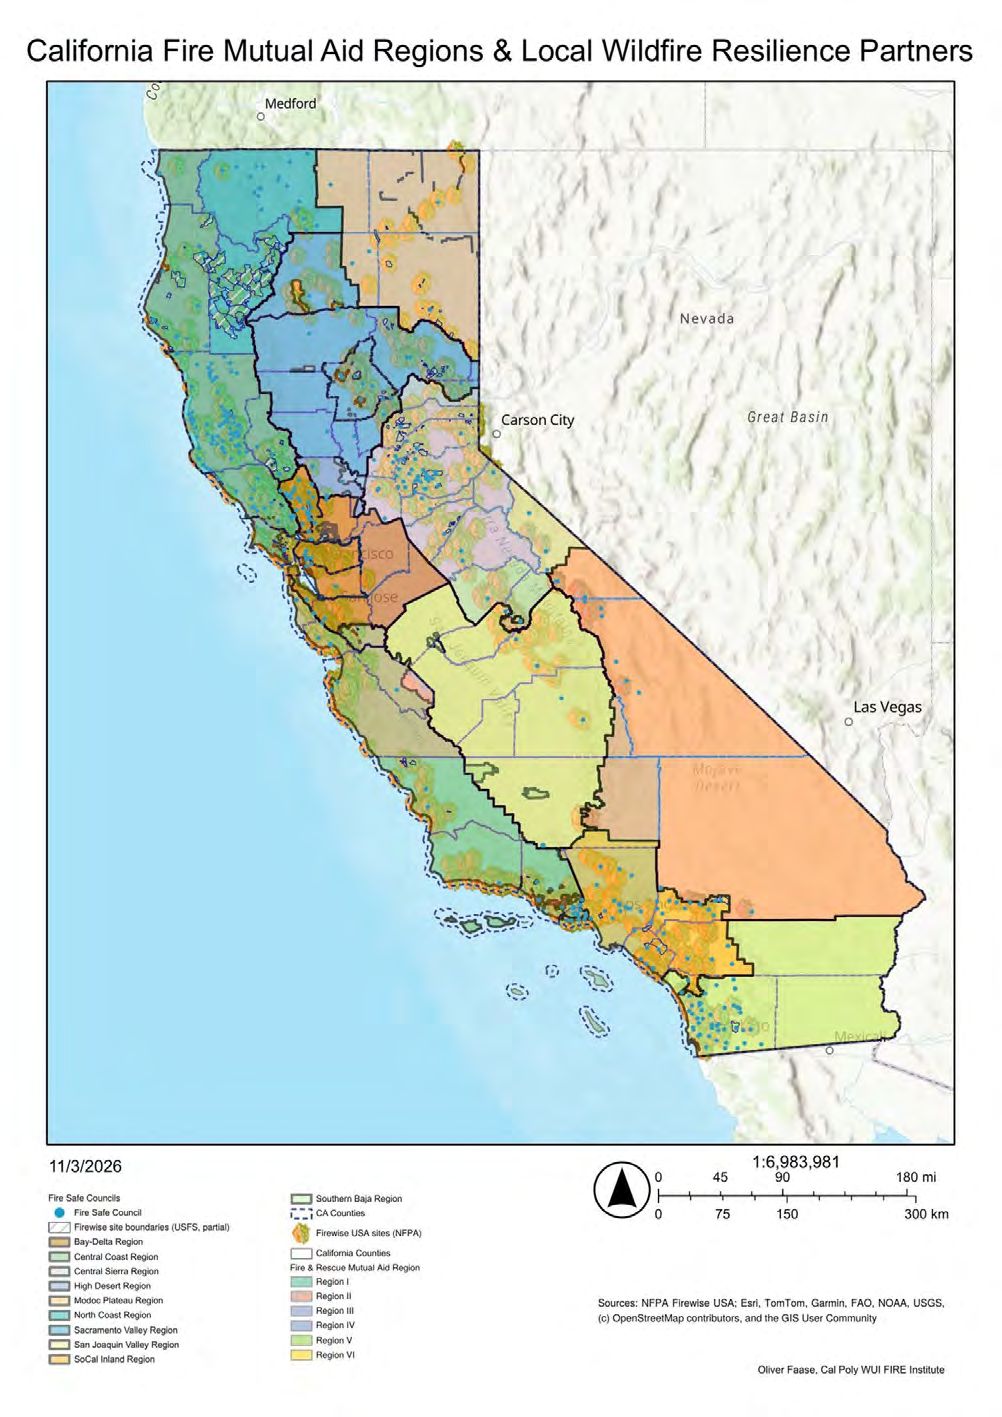 California Fire Mutual Aid Regions & Local Wildfire Resilience Partners
Medford
Nevada
Carson City
Great Basin
Las Vegas
Mojave
Desert
11/3/2026
1:6,983,981
0 45 90 180 mi
0 75 150 300 km
Fire Safe Councils
Fire Safe Council
Firewise site boundaries (USFS, partial)
Bay-Delta Region
Central Coast Region
Central Sierra Region
High Desert Region
Modoc Plateau Region
North Coast Region
Sacramento Valley Region
San Joaquin Valley Region
SoCal Inland Region
Southern Baja Region
CA Counties
Firewise USA sites (NFPA)
California Counties
Fire & Rescue Mutual Aid Region
Region I
Region II
Region III
Region IV
Region V
Region VI
Sources: NFPA Firewise USA; Esri, TomTom, Garmin, FAO, NOAA, USGS,
(c) OpenStreetMap contributors, and the GIS User Community
Oliver Faase, Cal Poly WUI FIRE Institute